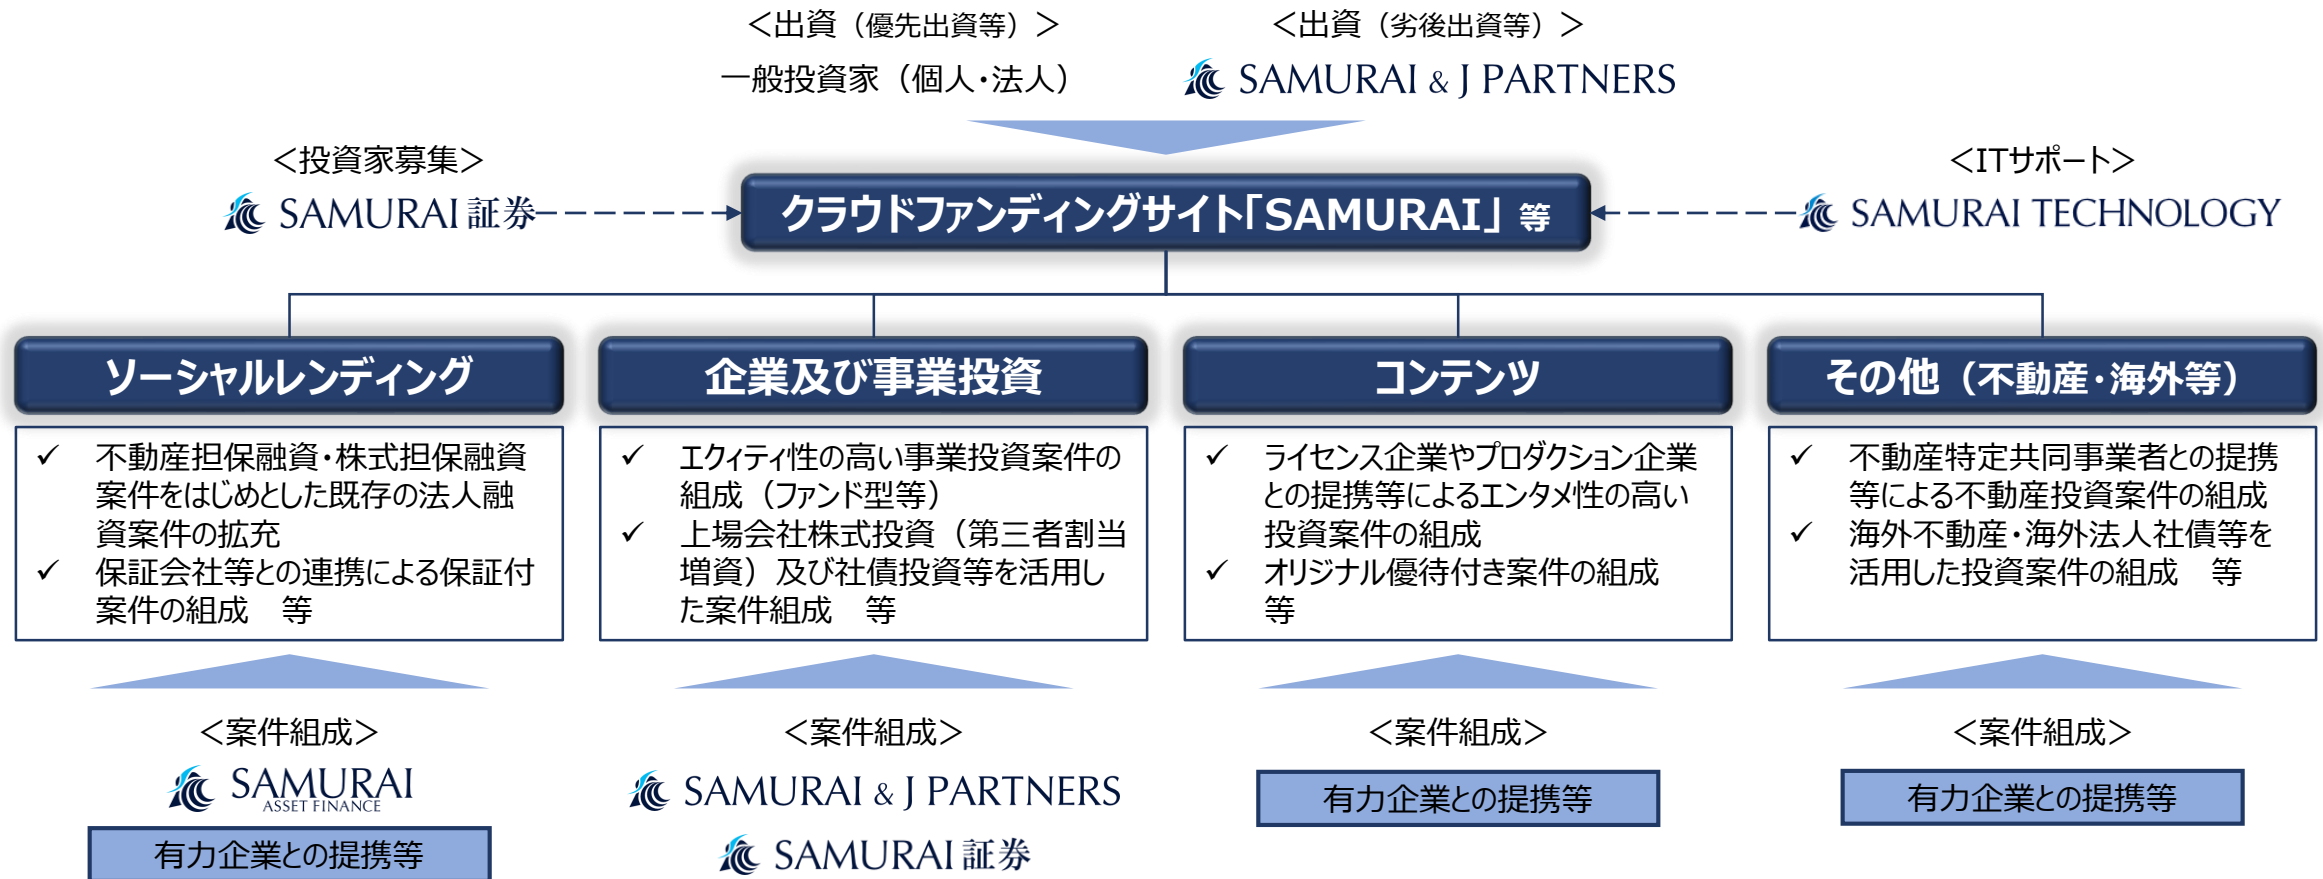 ＜出資（優先出資等）＞
＜出資（劣後出資等）＞
一般投資家（個人・法人）
SAMURAI & J PARTNERS
＜投資家募集＞
SAMURAI 証券
クラウドファンディングサイト「SAMURAI」 等
＜ITサポート＞
SAMURAI TECHNOLOGY
ソーシャルレンディング
不動産担保融資・株式担保融資
案件をはじめとした既存の法人融
資案件の拡充
保証会社等との連携による保証付
案件の組成　等
企業及び事業投資
エクィティ性の高い事業投資案件の
組成（ファンド型等）
上場会社株式投資（第三者割当
増資）及び社債投資等を活用し
た案件組成　等
コンテンツ
ライセンス企業やプロダクション企業
との提携等によるエンタメ性の高い
投資案件の組成
オリジナル優待付き案件の組成
等
その他（不動産・海外等）
不動産特定共同事業者との提携
等による不動産投資案件の組成
海外不動産・海外法人社債等を
活用した投資案件の組成　等
＜案件組成＞
SAMURAI
ASSET FINANCE
有力企業との提携等
＜案件組成＞
SAMURAI & J PARTNERS
SAMURAI 証券
＜案件組成＞
有力企業との提携等
＜案件組成＞
有力企業との提携等